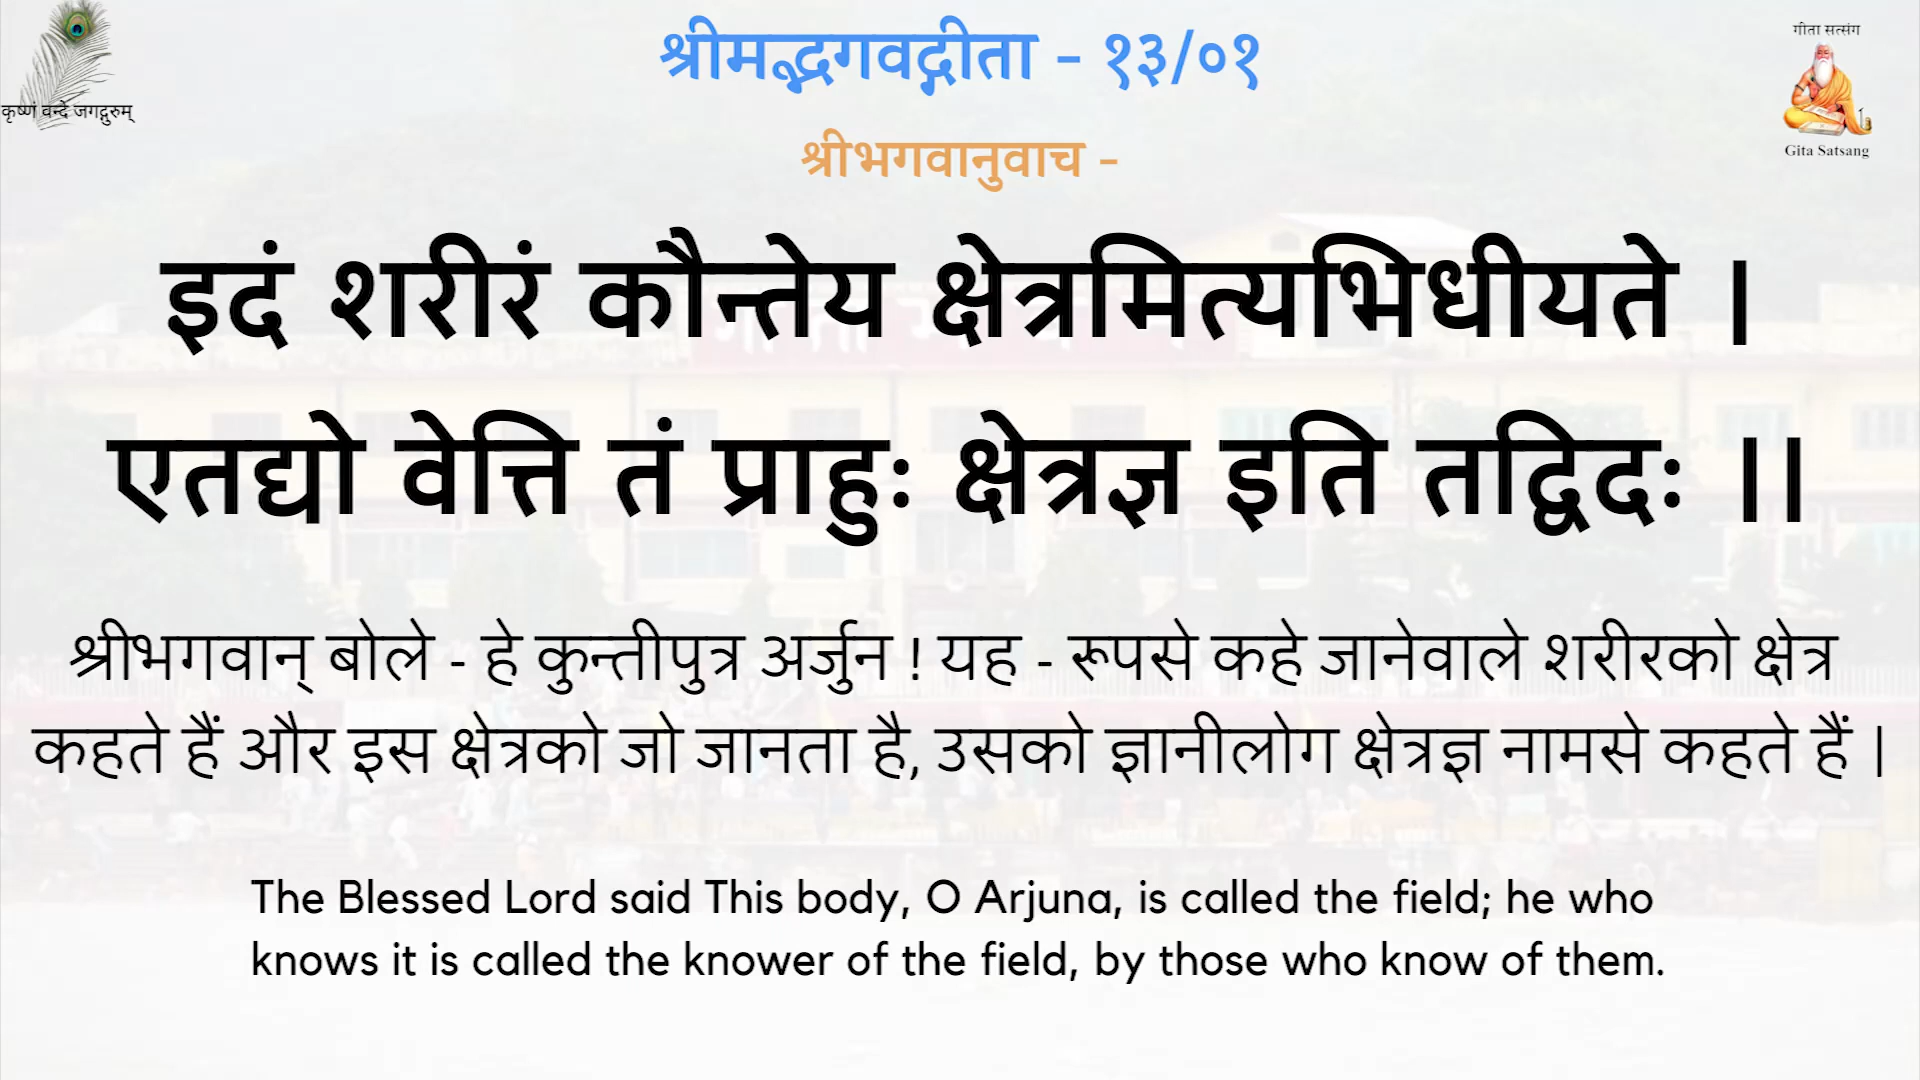 श्रीमद्भगवद्गीता - १३/०१
गीता सत्संग
कृष्णं वन्दे जगद्गुरुम्
Gita Satsang
श्रीभगवानुवाच -
इदं शरीरं कौन्तेय क्षेत्रमित्यभिधीयते ।
एतद्यो वेत्ति तं प्राहुः क्षेत्रज्ञ इति तद्विदः ।।
श्रीभगवान् बोले - हे कुन्तीपुत्र अर्जुन ! यह - रूपसे कहे जानेवाले शरीरको क्षेत्र
कहते हैं और इस क्षेत्रको जो जानता है, उसको ज्ञानीलोग क्षेत्रज्ञ नामसे कहते हैं |
The Blessed Lord said This body, O Arjuna, is called the field; he who
knows it is called the knower of the field, by those who know of them.